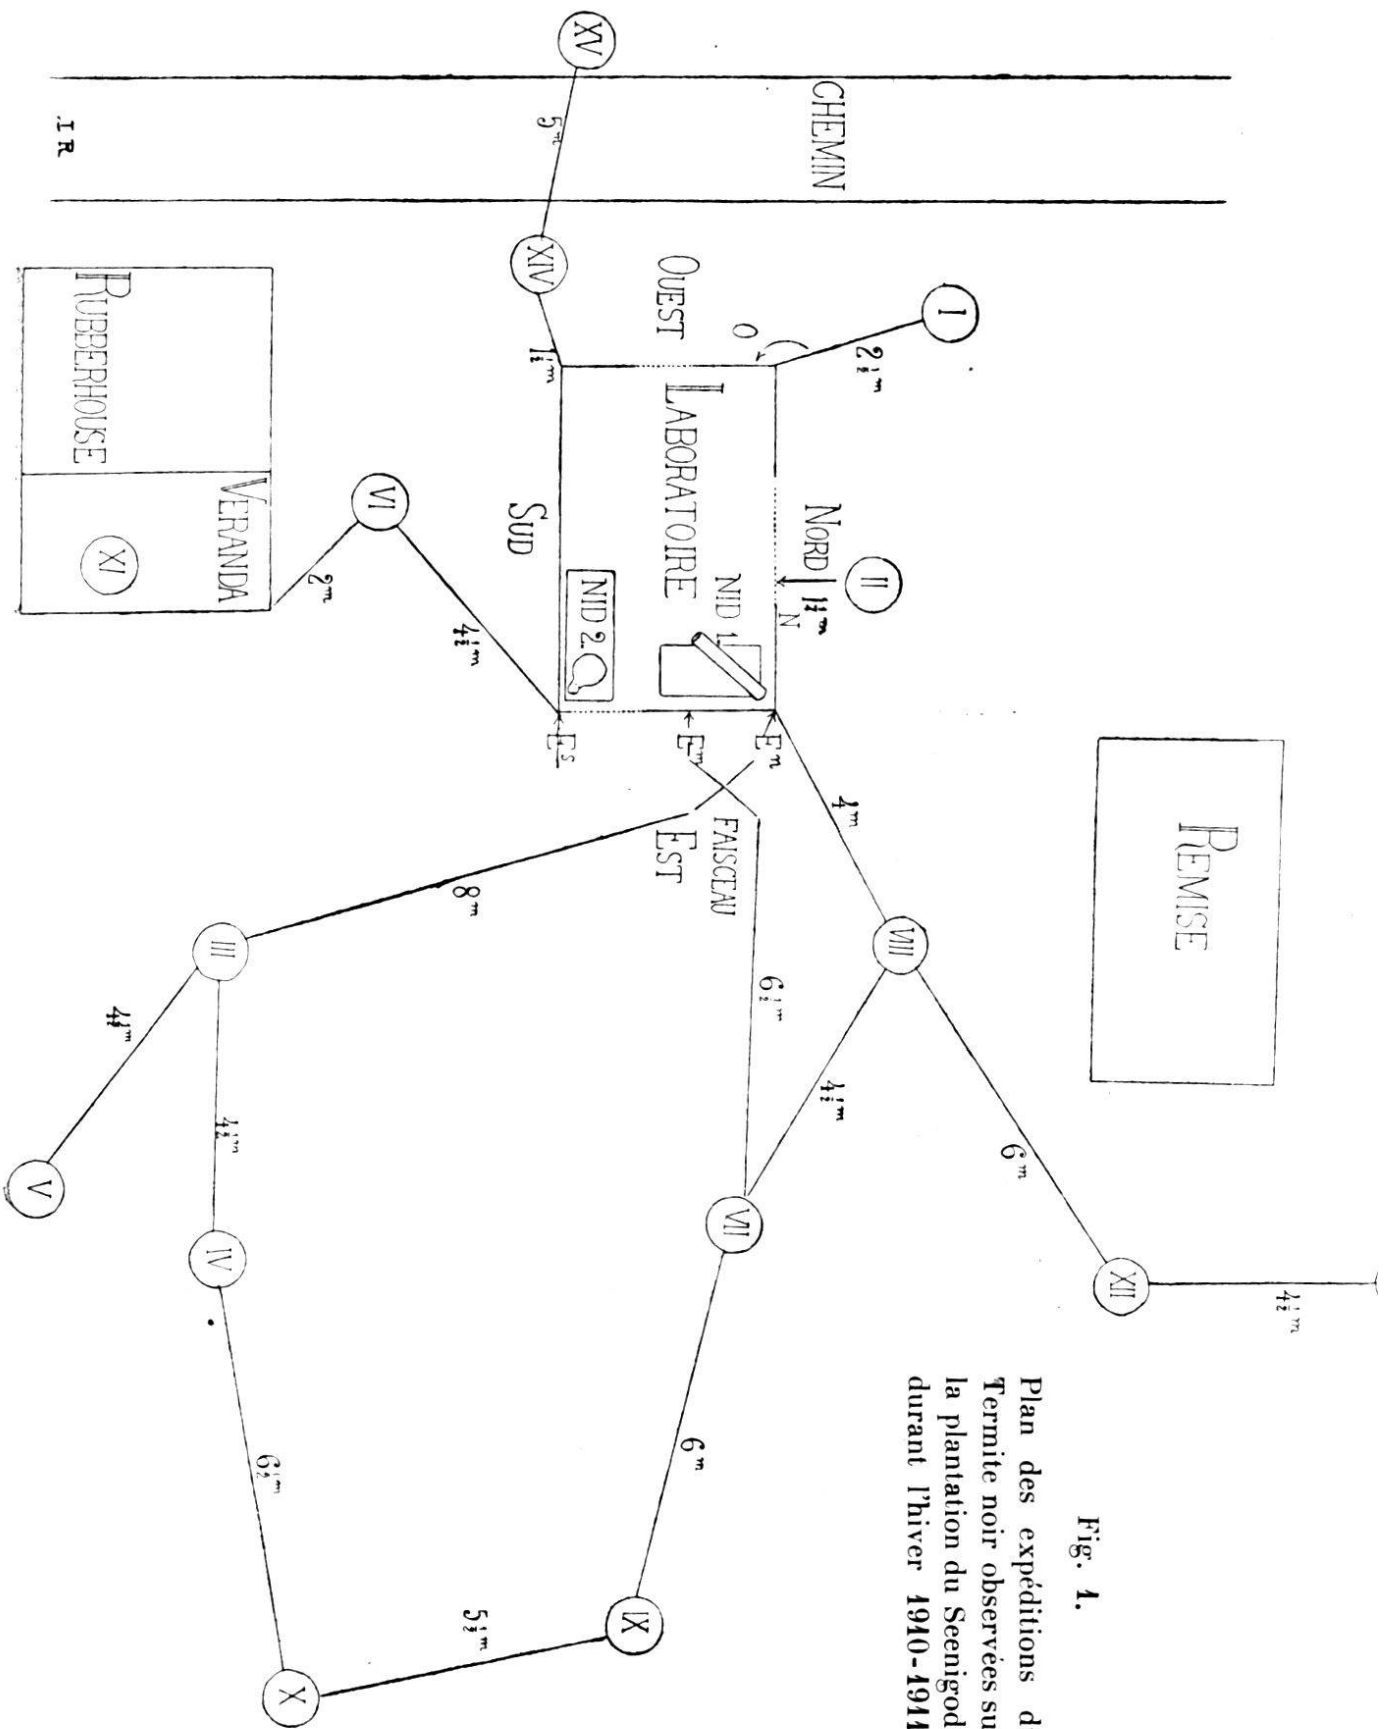 XV
CHEMIN
5m
I R
XIV
OUEST
O
I
2½m
1½m
RUBBERHOUSE
VERANDA
XI
LABORATOIRE
NORD
II
1½m
N
VI
2m
4½m
SUD
NID 1.
NID 2.
Es
Em
En
FAISCEAU
EST
4m
REMISE
8m
III
VIII
6½m
4½m
4½m
4½m
6m
V
IV
VII
XII
4½m
6½m
6m
5½m
IX
X
Fig. 1.
Plan des expéditions d
Termite noir observées su
la plantation du Seenigod
durant l'hiver 1910-1911